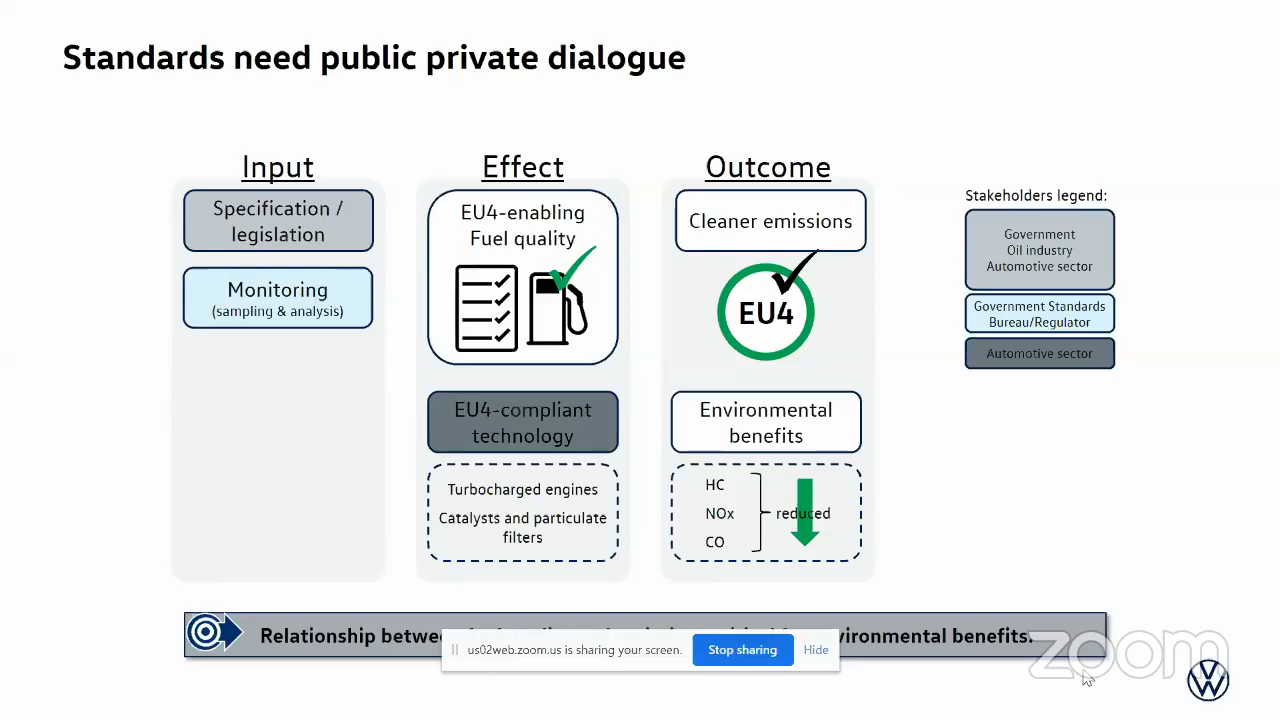 Standards need public private dialogue
Input
Specification /
legislation
Monitoring
(sampling & analysis)
Effect
EU4-enabling
Fuel quality
EU4-compliant
technology
Turbocharged engines
Catalysts and particulate
filters
Outcome
Cleaner emissions
EU4
Environmental
benefits
HC
NOx
CO
reduced
Stakeholders legend:
Government
Oil industry
Automotive sector
Government Standards
Bureau/Regulator
Automotive sector
Relationship between environmental benefits.
us02web.zoom.us is sharing your screen.
Stop sharing
Hide
zoom